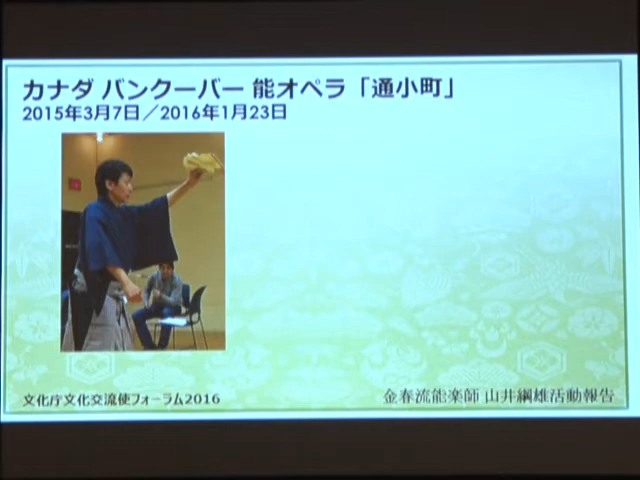 カナダ バンクーバー 能オペラ「通小町」
2015年3月7日／2016年1月23日
文化庁文化交流使フォーラム2016
金春流能楽師 山井綱雄活動報告